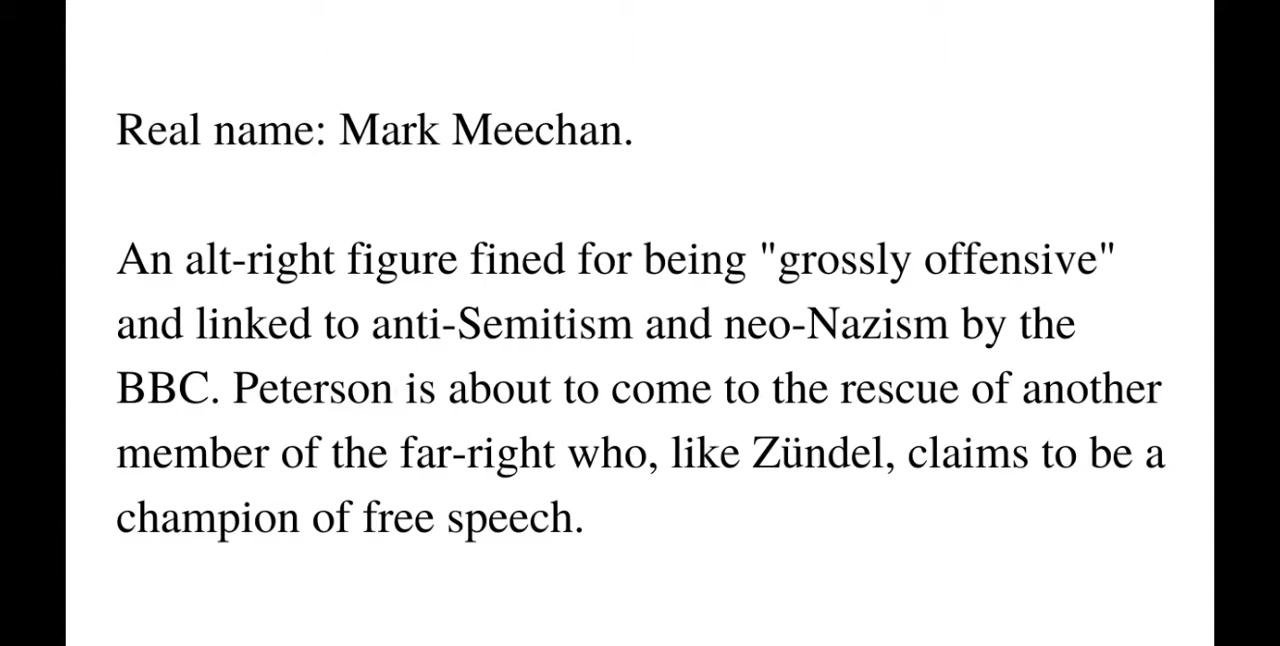 Real name: Mark Meechan.
An alt-right figure fined for being "grossly offensive"
and linked to anti-Semitism and neo-Nazism by the
BBC. Peterson is about to come to the rescue of another
member of the far-right who, like Zündel, claims to be a
champion of free speech.